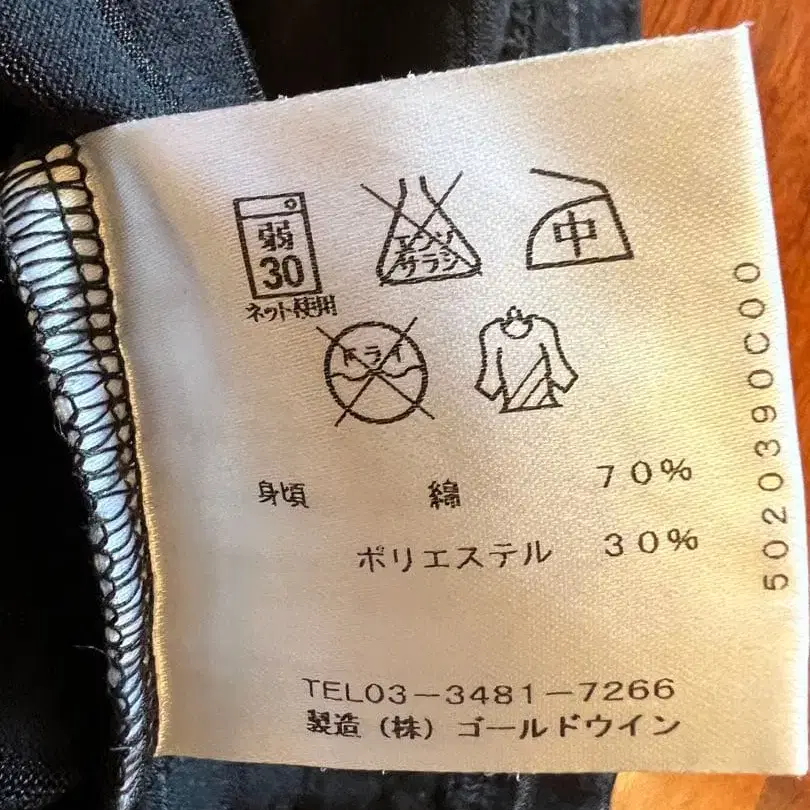 弱
30
ネット使用
エンソ
サラシ
中
ドライ
身頃 綿 70%
ポリエステル 30%
TEL03-3481-7266
製造(株)ゴールドウイン
5020390C00